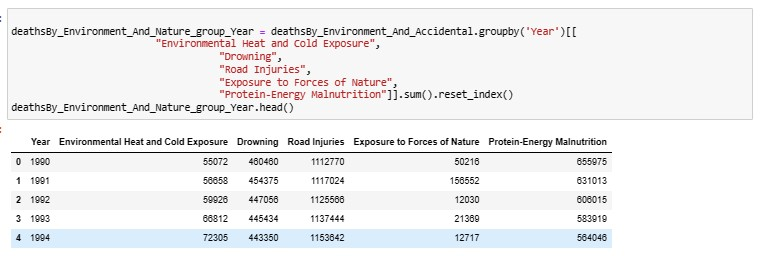 deathsBy_Environment_And_Nature_group_Year = deathsBy_Environment_And_Accidental.groupby('Year')[[
"Environmental Heat and Cold Exposure",
"Drowning",
"Road Injuries",
"Exposure to Forces of Nature",
"Protein-Energy Malnutrition"]].sum().reset_index()
deathsBy_Environment_And_Nature_group_Year.head()
Year Environmental Heat and Cold Exposure Drowning Road Injuries Exposure to Forces of Nature Protein-Energy Malnutrition
0 1990 55072 460460 1112770 50216 655975
1 1991 56658 454375 1117024 156552 631013
2 1992 59926 447056 1125566 12030 606015
3 1993 66812 445434 1137444 21369 583919
4 1994 72305 443350 1153642 12717 564046